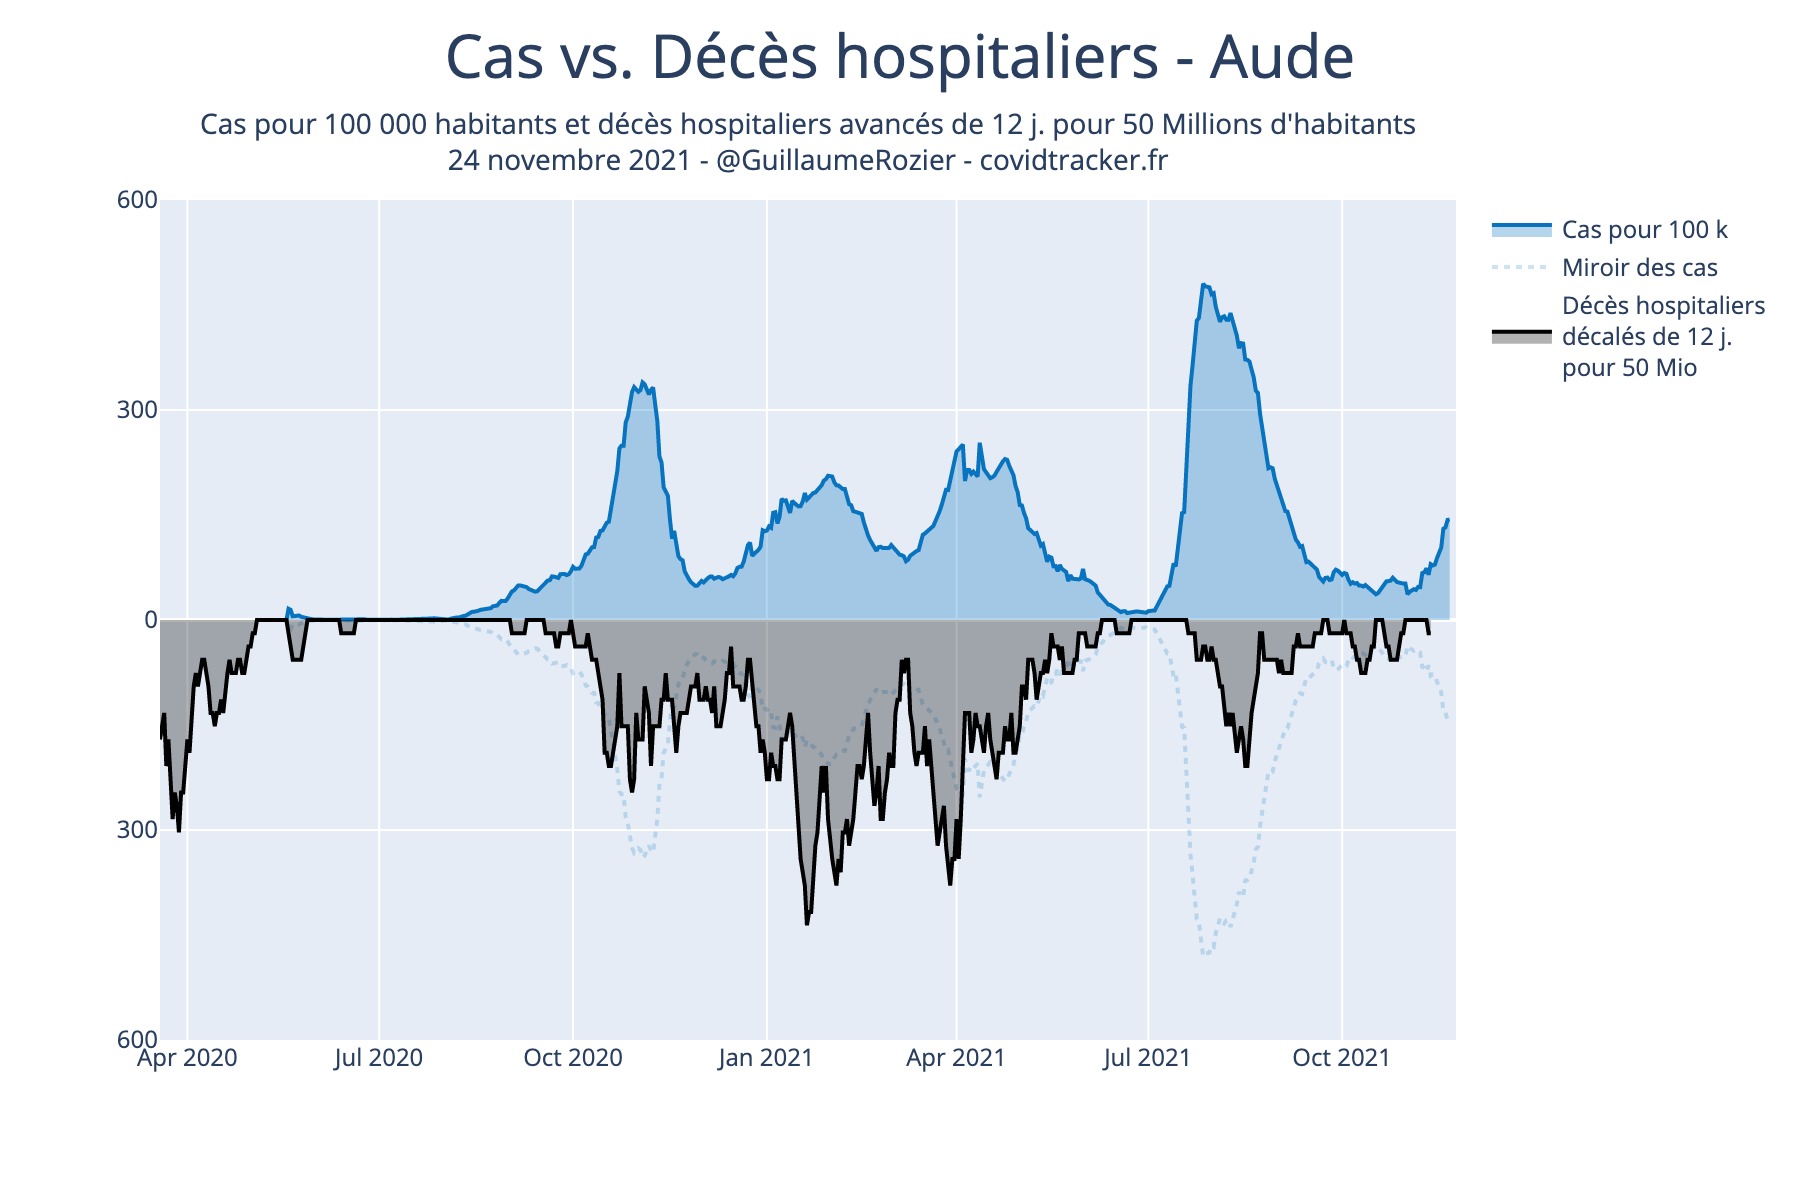 Cas vs. Décès hospitaliers - Aude
Cas pour 100 000 habitants et décès hospitaliers avancés de 12 j. pour 50 Millions d'habitants
24 novembre 2021 - @GuillaumeRozier - covidtracker.fr
600
300
0
300
600
Apr 2020
Jul 2020
Oct 2020
Jan 2021
Apr 2021
Jul 2021
Oct 2021
Cas pour 100 k
Miroir des cas
Décès hospitaliers
décalés de 12 j.
pour 50 Mio